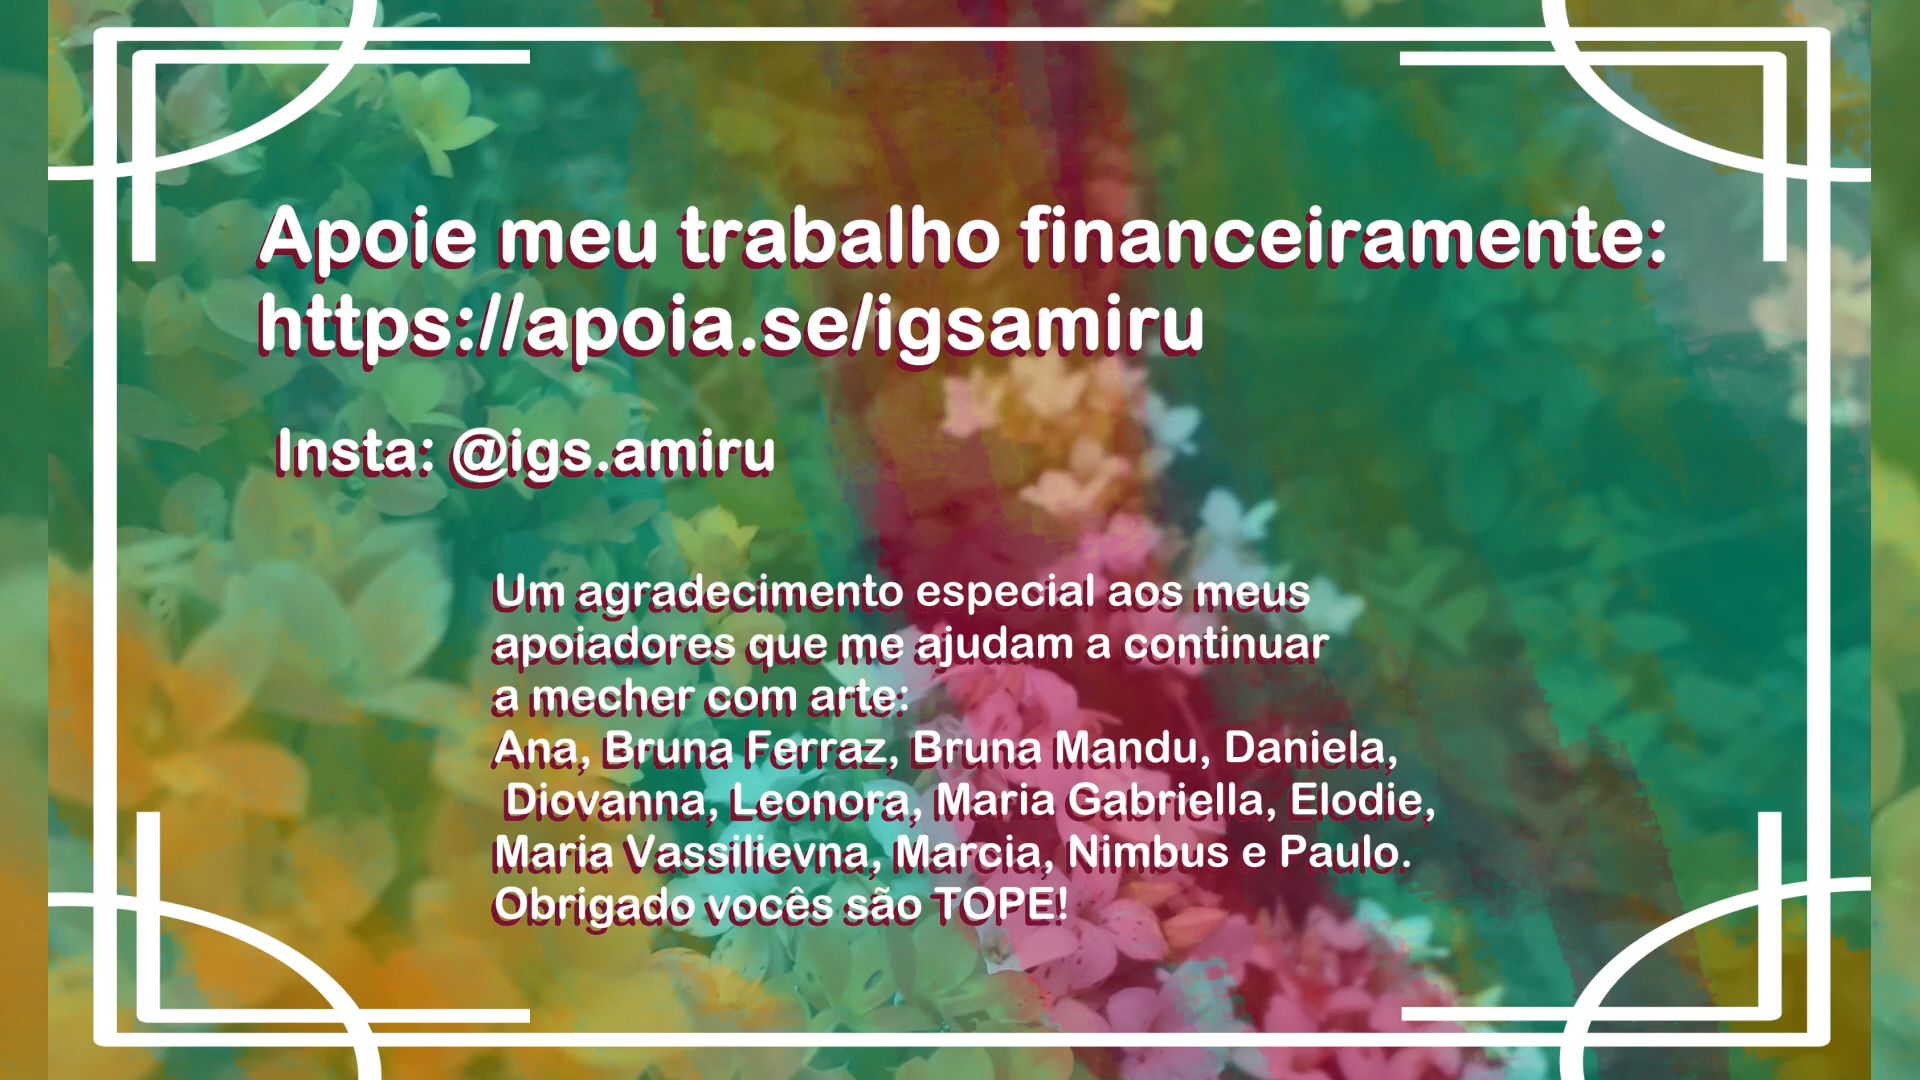 Apoie meu trabalho financeiramente:
https://apoia.se/igsamiru
Insta: @igs.amiru
Um agradecimento especial aos meus
apoiadores que me ajudam a continuar
a mecher com arte:
Ana, Bruna Ferraz, Bruna Mandu, Daniela,
Diovanna, Leonora, Maria Gabriella, Elodie,
Maria Vassilievna, Marcia, Nimbus e Paulo.
Obrigado vocês são TOPE!